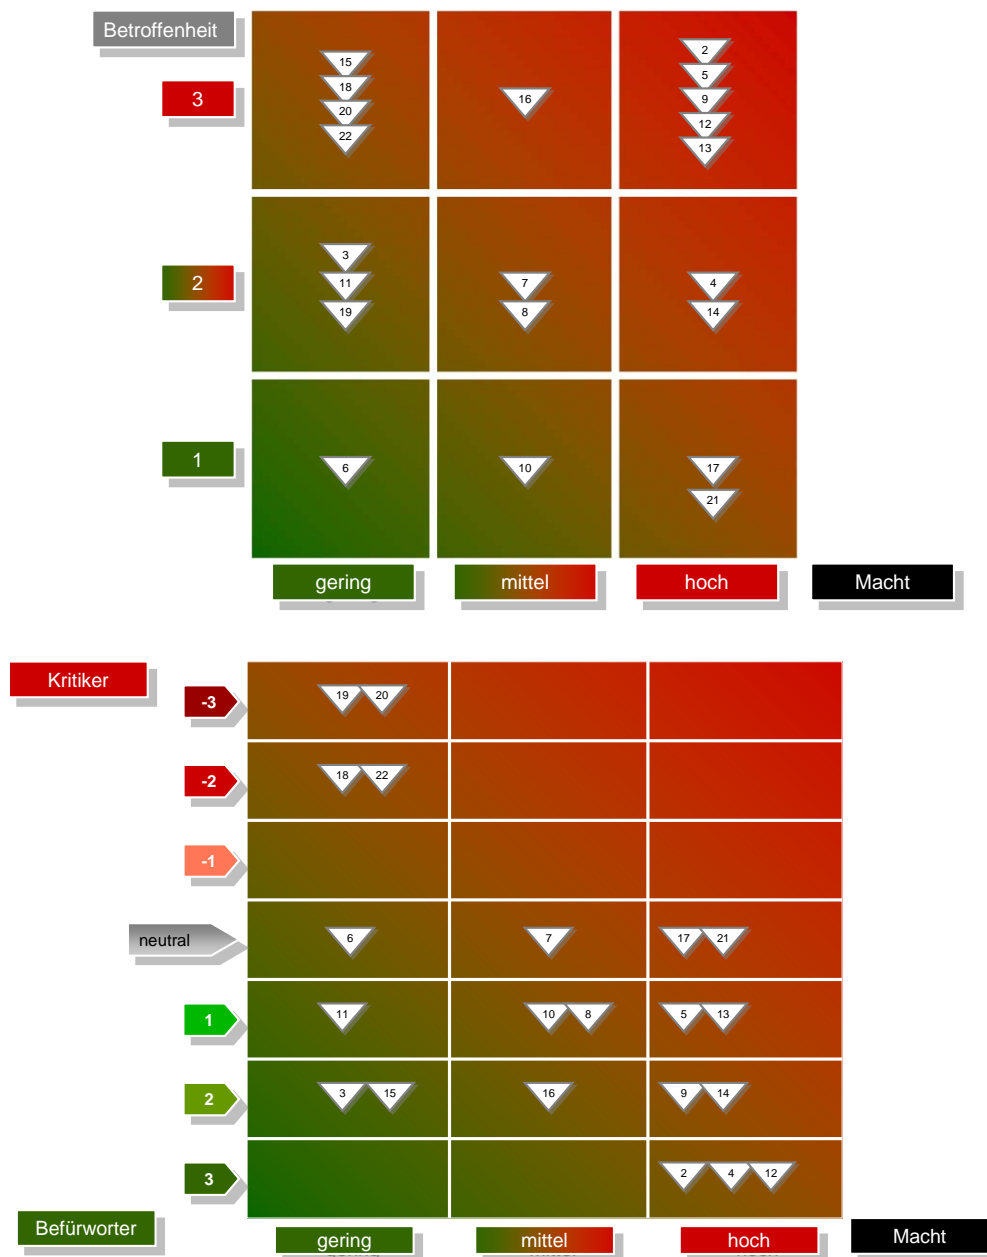 Betroffenheit
15 2
18 5
3 20 16 9
22 12
13
3
2 11 7 4
19 8 14
1 6 10 17
21
gering mittel hoch Macht
Kritiker
-3 19 20
-2 18 22
-1
neutral 6 7 17 21
1 11 10 8 5 13
2 3 15 16 9 14
3 2 4 12
Befürworter
gering mittel hoch Macht